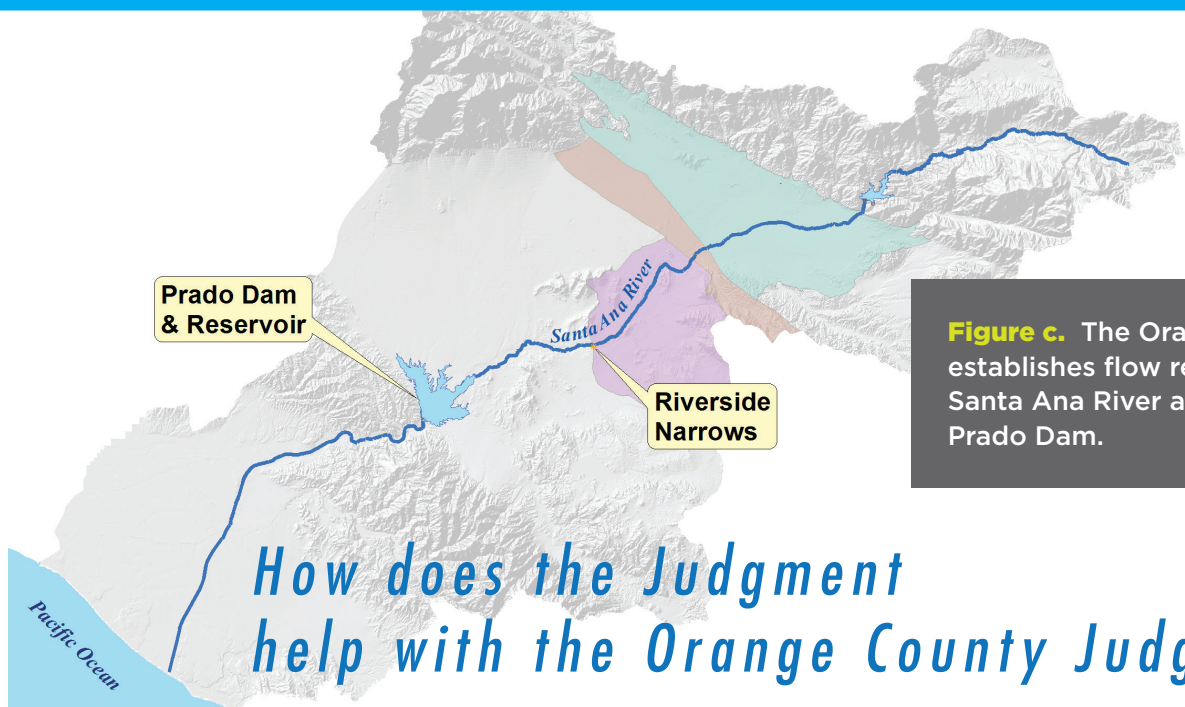 Prado Dam
& Reservoir
Santa Ana River
Riverside
Narrows
Figure c. The Ora
establishes flow re
Santa Ana River a
Prado Dam.
Pacific Ocean
How does the Judgment
help with the Orange County Judg